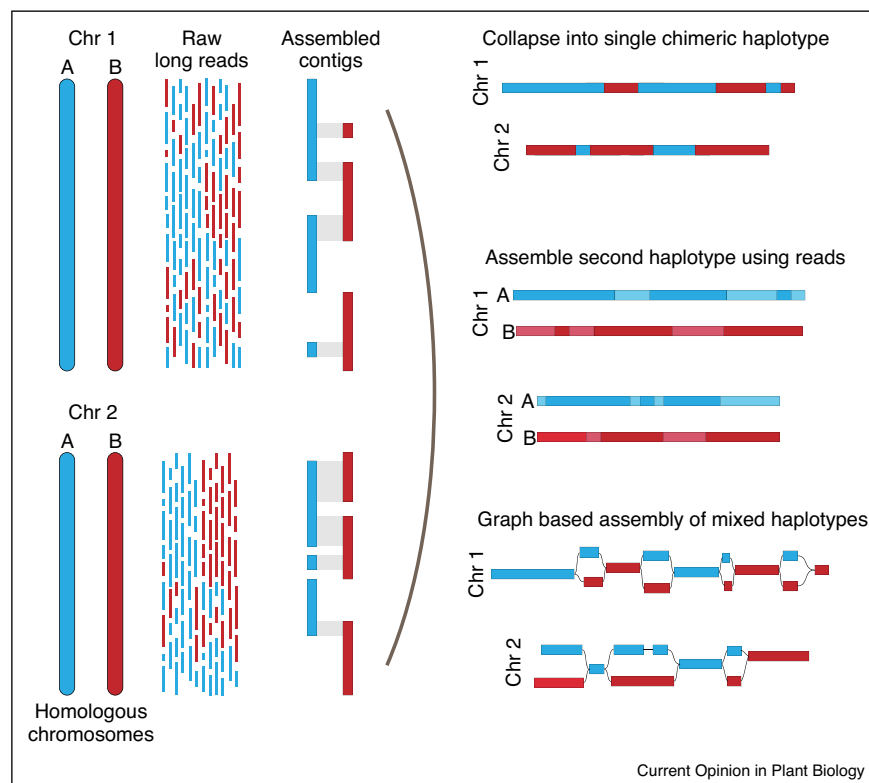 Chr 1
A
B
Raw
long reads
Assembled
contigs
Chr 2
A
B
Homologous
chromosomes
Collapse into single chimeric haplotype
Chr 1
Chr 2
Assemble second haplotype using reads
Chr 1
A
B
Chr 2
A
B
Graph based assembly of mixed haplotypes
Chr 1
Chr 2
Current Opinion in Plant Biology